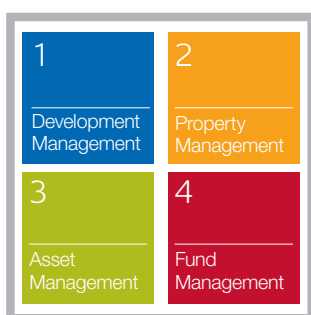 1
Development
Management
2
Property
Management
3
Asset
Management
4
Fund
Management